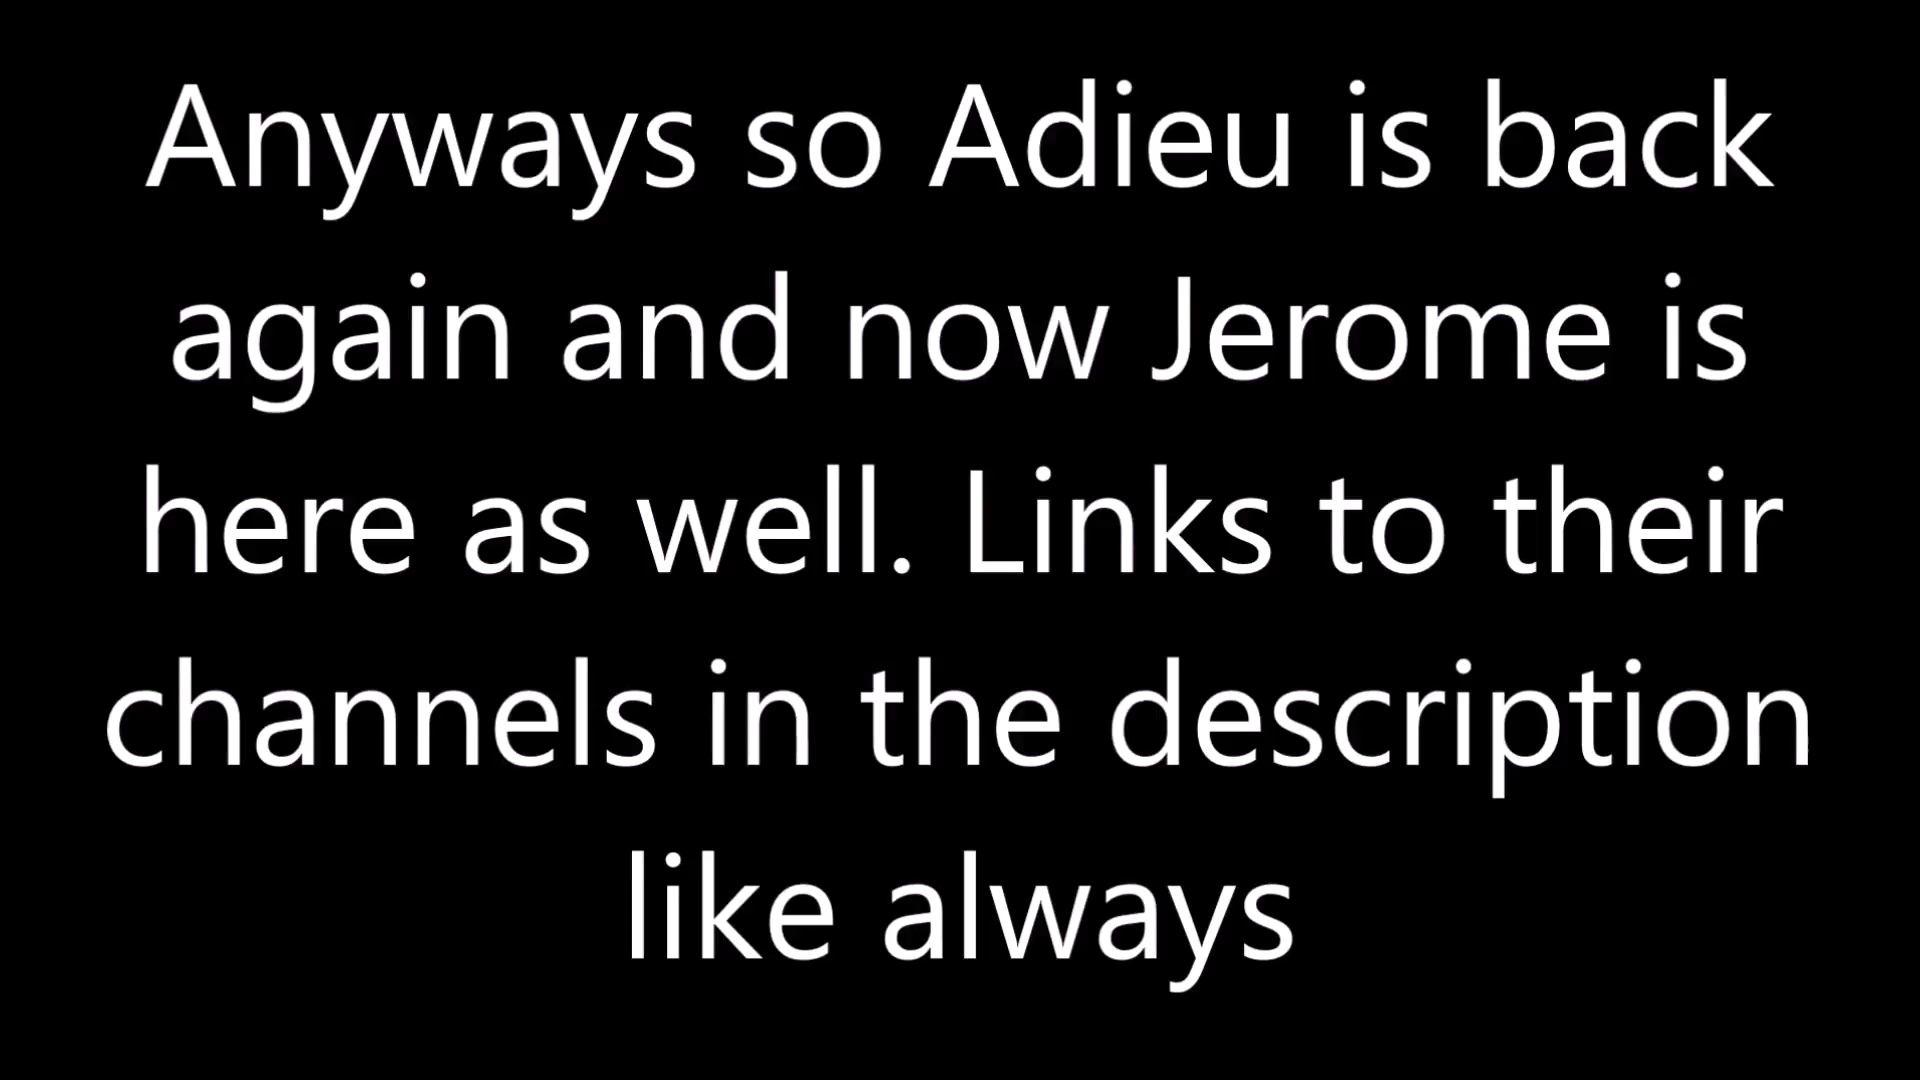 Anyways so Adieu is back
again and now Jerome is
here as well. Links to their
channels in the description
like always